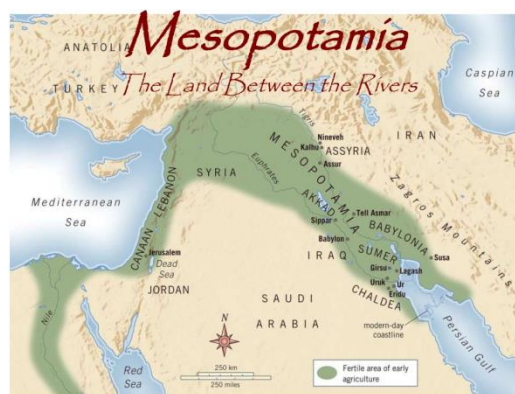 Mesopotamia
The Land Between the Rivers
ANATOLIA
TURKEY
Caspian
Sea
Tigris
Nineveh
Kalhu
ASSYRIA
Assur
IRAN
MESOPOTAMIA
Euphrates
SYRIA
Zagros Mountains
Mediterranean
Sea
CANAAN - LEBANON
AKKAD
Sippar
Tell Asmar
BABYLONIA
Babylon
IRAQ
SUMER
Susa
Girsu
Lagash
Uruk
Ur
Eridu
CHALDEA
Jerusalem
Dead
Sea
JORDAN
SAUDI
ARABIA
modern-day
coastline
Persian Gulf
Nile
N
Red
Sea
250 km
250 miles
Fertile area of early
agriculture